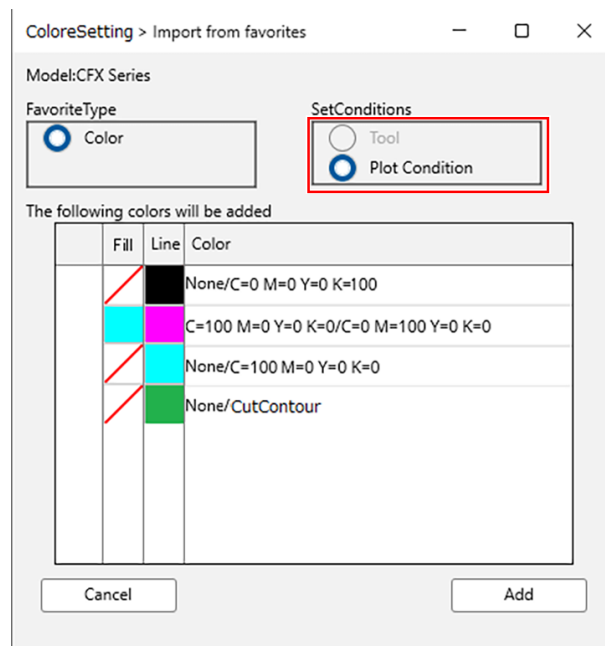 ColoreSetting > Import from favorites
Model:CFX Series
FavoriteType
Color
SetConditions
Tool
Plot Condition
The following colors will be added
Fill Line Color
None/C=0 M=0 Y=0 K=100
C=100 M=0 Y=0 K=0/C=0 M=100 Y=0 K=0
None/C=100 M=0 Y=0 K=0
None/CutContour
Cancel Add